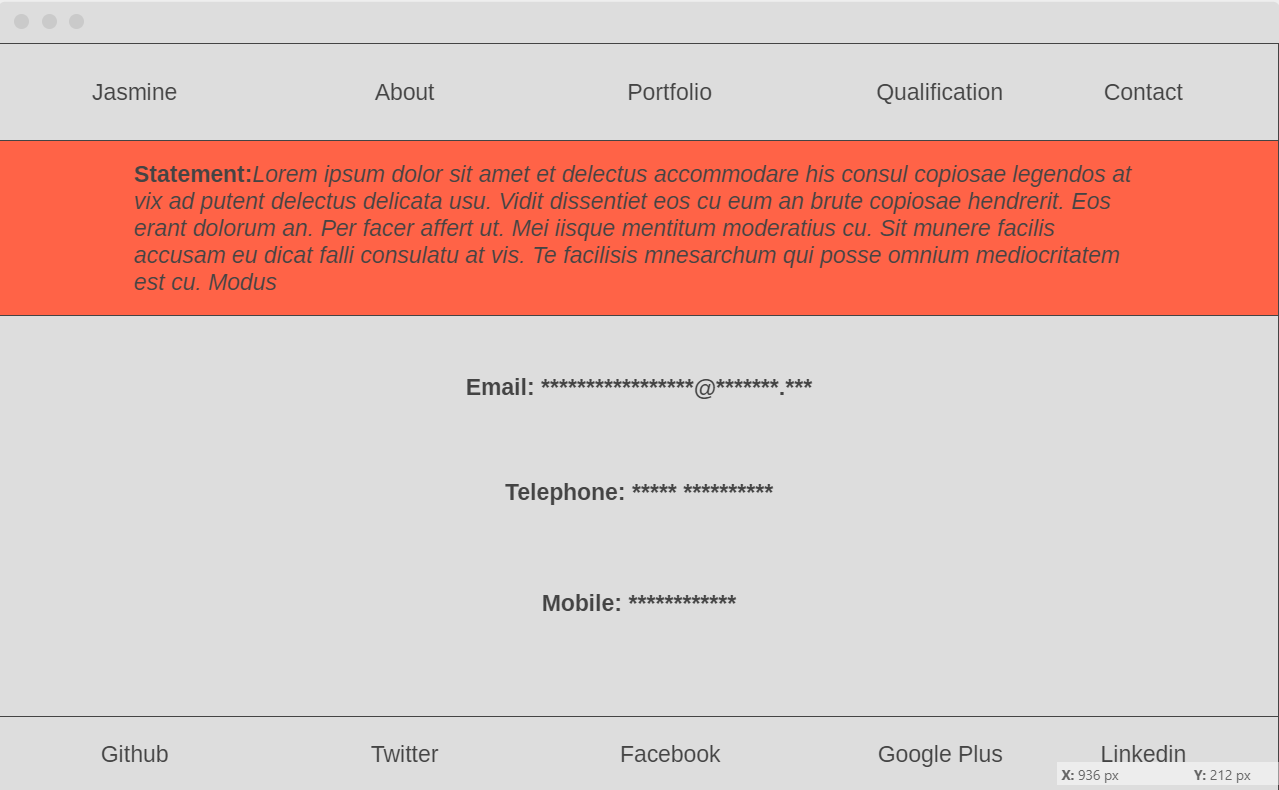 Jasmine About Portfolio Qualification Contact
Statement:Lorem ipsum dolor sit amet et delectus accommodare his consul copiosae legendos at
vix ad putent delectus delicata usu. Vidit dissentiet eos cu eum an brute copiosae hendrerit. Eos
erant dolorum an. Per facer affert ut. Mei iisque mentitum moderatius cu. Sit munere facilis
accusam eu dicat falli consulatu at vis. Te facilisis mnesarchum qui posse omnium mediocritatem
est cu. Modus
Email: *****************@*******.***
Telephone: ***** **********
Mobile: ************
Github Twitter Facebook Google Plus Linkedin
X: 936 px Y: 212 px